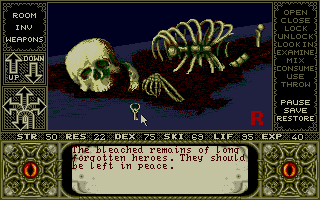 ROOM
INV
WEAPONS
UP
DOWN
OPEN
CLOSE
LOCK
UNLOCK
LOOK IN
EXAMINE
MIX
CONSUME
USE
THROW
PAUSE
SAVE
RESTORE
R
STR 50 RES 22 DEX 75 SKI 69 LIF 95 EXP 40
The bleached remains of long
forgotten heroes. They should
be left in peace.